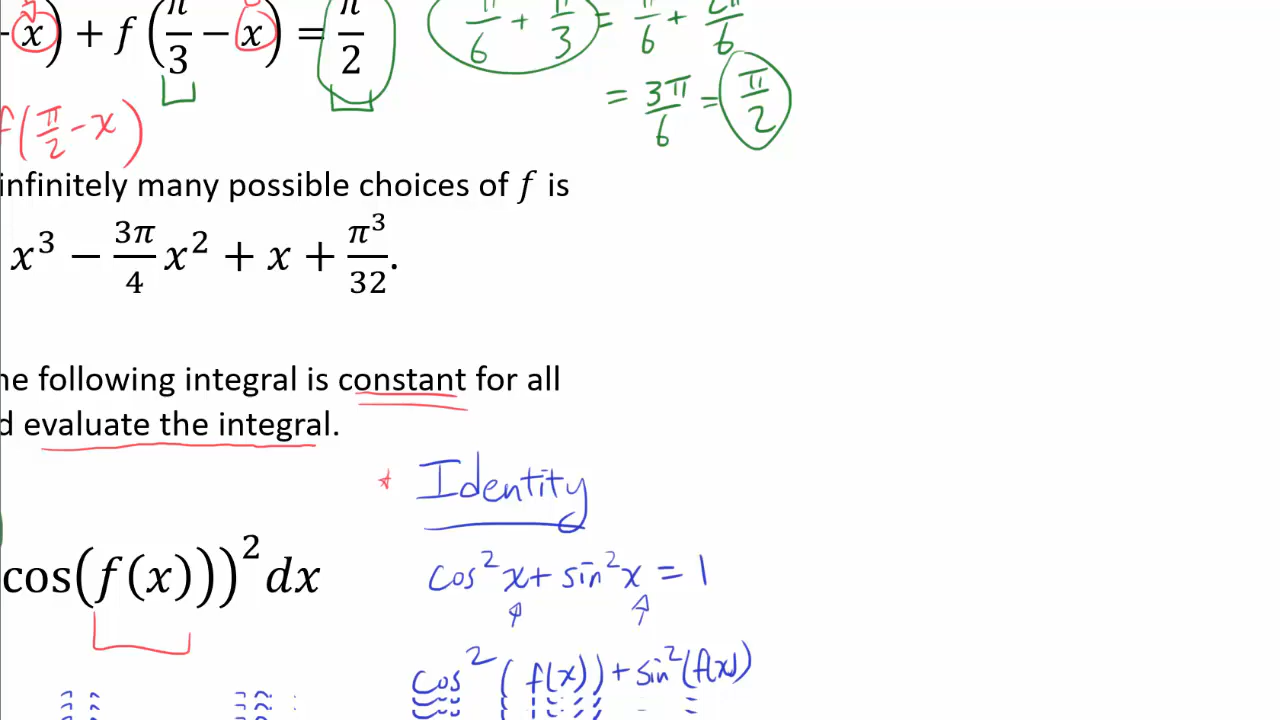 - x) + f(π/3 - x) = π/2
π/6 + π/3 = π/6 + 2π/6
= 3π/6 = π/2
f(π/2 - x)
infinitely many possible choices of f is
x³ − 3π/4 x² + x + π³/32.
he following integral is constant for all
d evaluate the integral.
* Identity
cos(f(x)))² dx
cos²x + sin²x = 1
cos²(f(x)) + sin²(f(x))